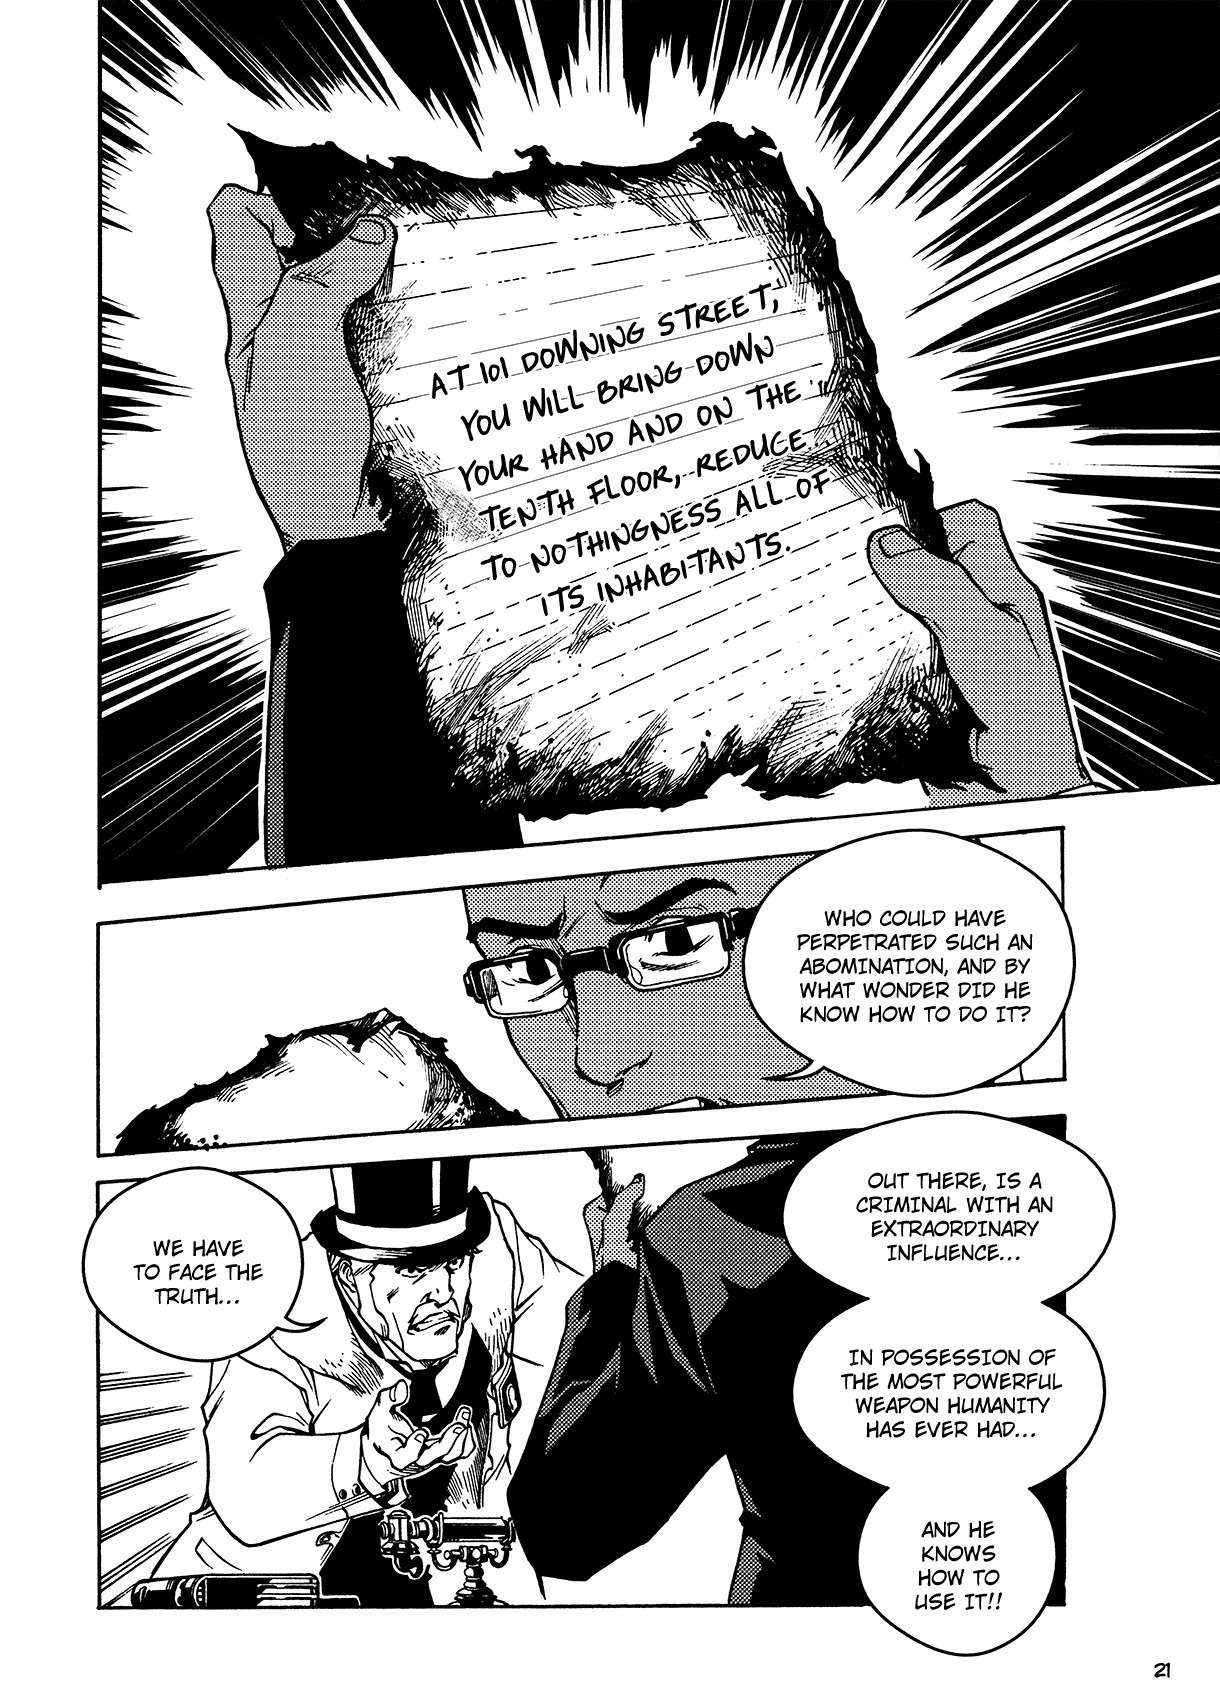 AT 101 DOWNING STREET,
YOU WILL BRING DOWN
YOUR HAND AND ON THE
TENTH FLOOR, REDUCE
TO NOTHINGNESS ALL OF
ITS INHABITANTS.
WHO COULD HAVE
PERPETRATED SUCH AN
ABOMINATION, AND BY
WHAT WONDER DID HE
KNOW HOW TO DO IT?
WE HAVE
TO FACE THE
TRUTH...
OUT THERE, IS A
CRIMINAL WITH AN
EXTRAORDINARY
INFLUENCE...
IN POSSESSION OF
THE MOST POWERFUL
WEAPON HUMANITY
HAS EVER HAD...
AND HE
KNOWS
HOW TO
USE IT!!
21